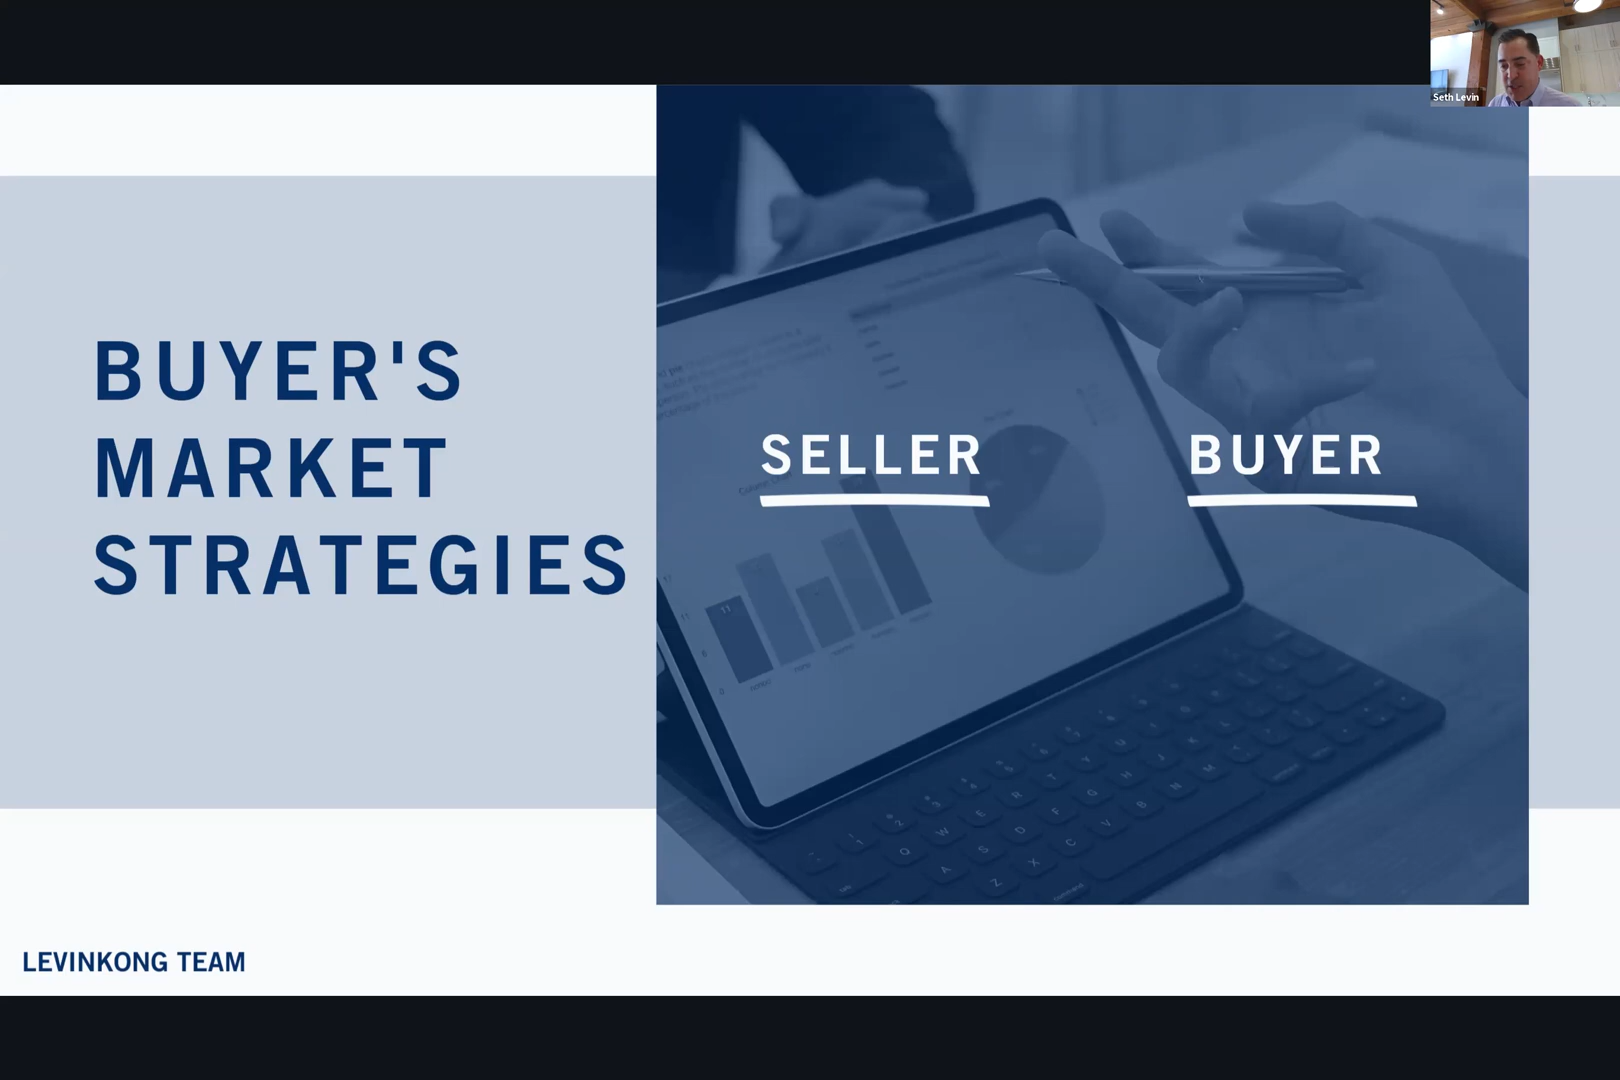 Seth Levin
BUYER'S
MARKET
STRATEGIES
SELLER
BUYER
LEVINKONG TEAM